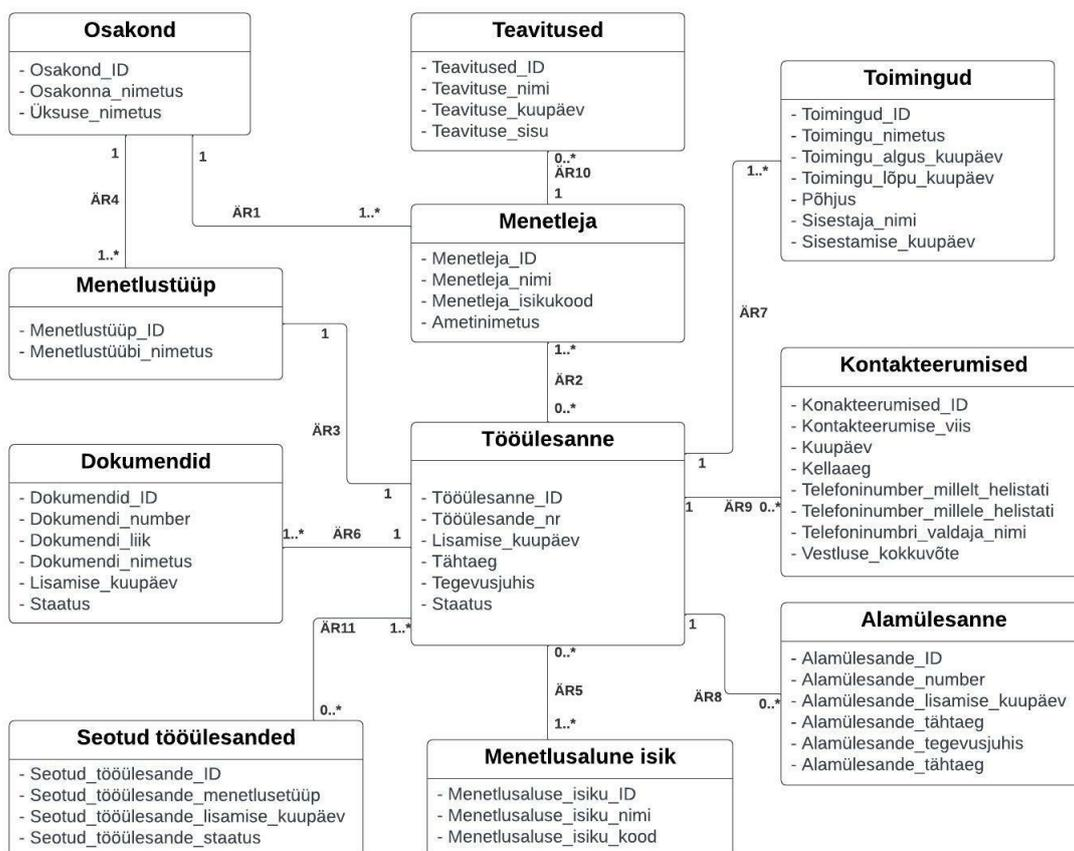 Osakond
- Osakond_ID
- Osakonna_nimetus
- Üksuse_nimetus
Teavitused
- Teavitused_ID
- Teavituse_nimi
- Teavituse_kuupäev
- Teavituse_sisu
Toimingud
- Toimingud_ID
- Toimingu_nimetus
- Toimingu_algus_kuupäev
- Toimingu_lõpu_kuupäev
- Põhjus
- Sisestaja_nimi
- Sisestamise_kuupäev
1
ÄR4
1..*
1
ÄR1
1..*
0..*
ÄR10
1
1..*
ÄR7
1
Menetleja
- Menetleja_ID
- Menetleja_nimi
- Menetleja_isikukood
- Ametinimetus
Menetlustüüp
- Menetlustüüp_ID
- Menetlustüübi_nimetus
1
ÄR3
1
1..*
ÄR2
0..*
Kontakteerumised
- Konakteerumised_ID
- Kontakteerumise_viis
- Kuupäev
- Kellaaeg
- Telefoninumber_millelt_helistati
- Telefoninumber_millele_helistati
- Telefoninumbri_valdaja_nimi
- Vestluse_kokkuvõte
Tööülesanne
- Tööülesanne_ID
- Tööülesande_nr
- Lisamise_kuupäev
- Tähtaeg
- Tegevusjuhis
- Staatus
Dokumendid
- Dokumendid_ID
- Dokumendi_number
- Dokumendi_liik
- Dokumendi_nimetus
- Lisamise_kuupäev
- Staatus
1..* ÄR6 1
1 ÄR9 0..*
ÄR11 1..*
0..*
0..*
ÄR5
1..*
1
ÄR8
0..*
Alamülesanne
- Alamülesande_ID
- Alamülesande_number
- Alamülesande_lisamise_kuupäev
- Alamülesande_tähtaeg
- Alamülesande_tegevusjuhis
- Alamülesande_tähtaeg
Seotud tööülesanded
- Seotud_tööülesande_ID
- Seotud_tööülesande_menetlusetüüp
- Seotud_tööülesande_lisamise_kuupäev
- Seotud_tööülesande_staatus
Menetlusalune isik
- Menetlusaluse_isiku_ID
- Menetlusaluse_isiku_nimi
- Menetlusaluse_isiku_kood